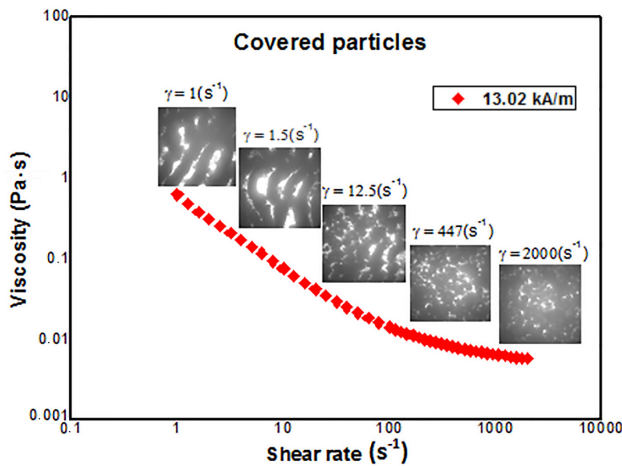 Covered particles
13.02 kA/m
γ = 1(s⁻¹)
γ = 1.5(s⁻¹)
γ = 12.5(s⁻¹)
γ = 447(s⁻¹)
γ = 2000(s⁻¹)
Viscosity (Pa·s)
100
10
1
0.1
0.01
0.001
0.1
1
10
100
1000
10000
Shear rate (s⁻¹)